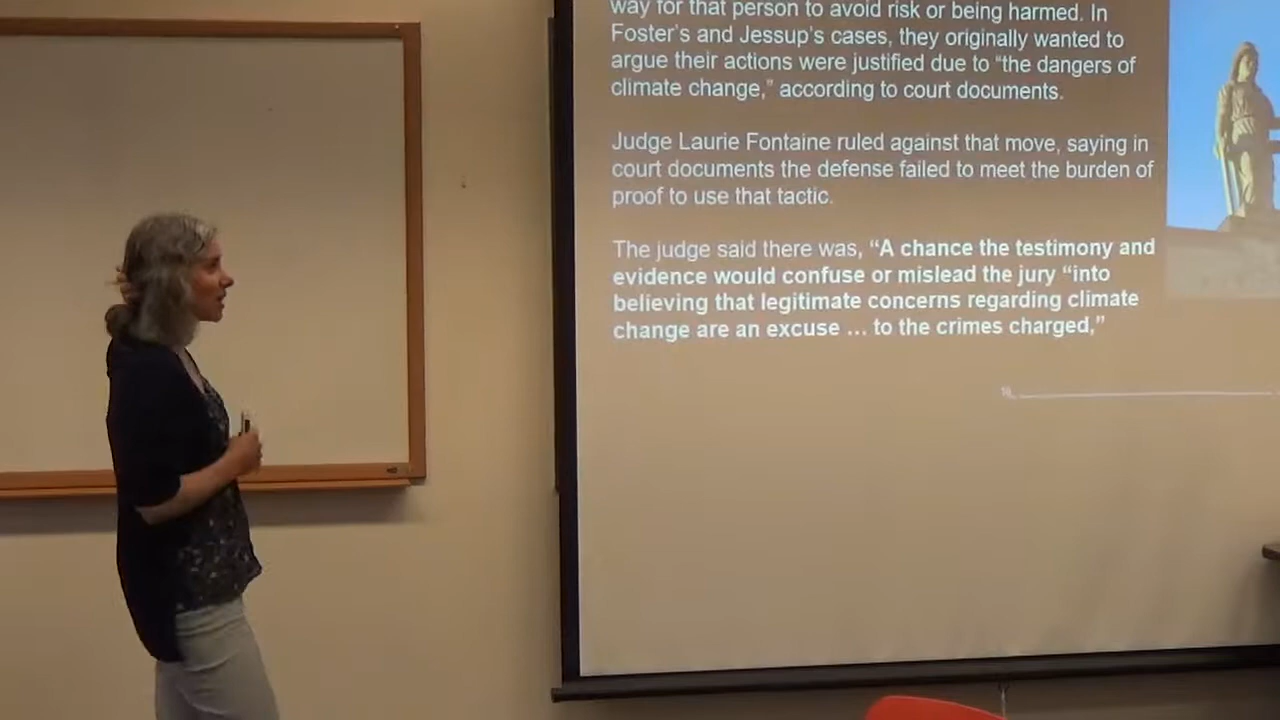 way for that person to avoid risk or being harmed. In
Foster's and Jessup's cases, they originally wanted to
argue their actions were justified due to “the dangers of
climate change,” according to court documents.
Judge Laurie Fontaine ruled against that move, saying in
court documents the defense failed to meet the burden of
proof to use that tactic.
The judge said there was, “A chance the testimony and
evidence would confuse or mislead the jury “into
believing that legitimate concerns regarding climate
change are an excuse … to the crimes charged,”